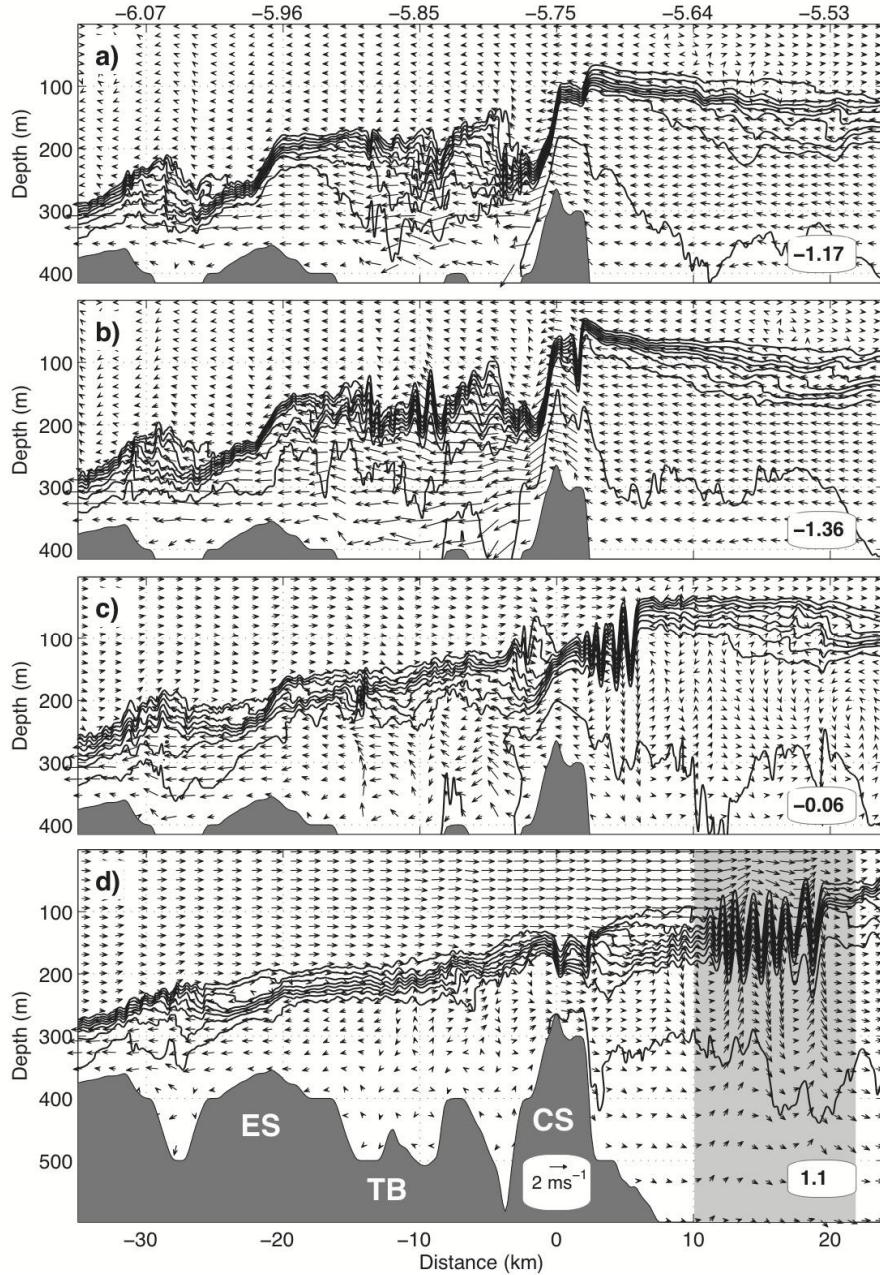 −6.07 −5.96 −5.85 −5.75 −5.64 −5.53
a)
100
200
300
400
Depth (m)
−1.17
b)
100
200
300
400
Depth (m)
−1.36
c)
100
200
300
400
Depth (m)
−0.06
d)
100
200
300
400
500
Depth (m)
ES
CS
TB
2 ms⁻¹
1.1
−30 −20 −10 0 10 20
Distance (km)